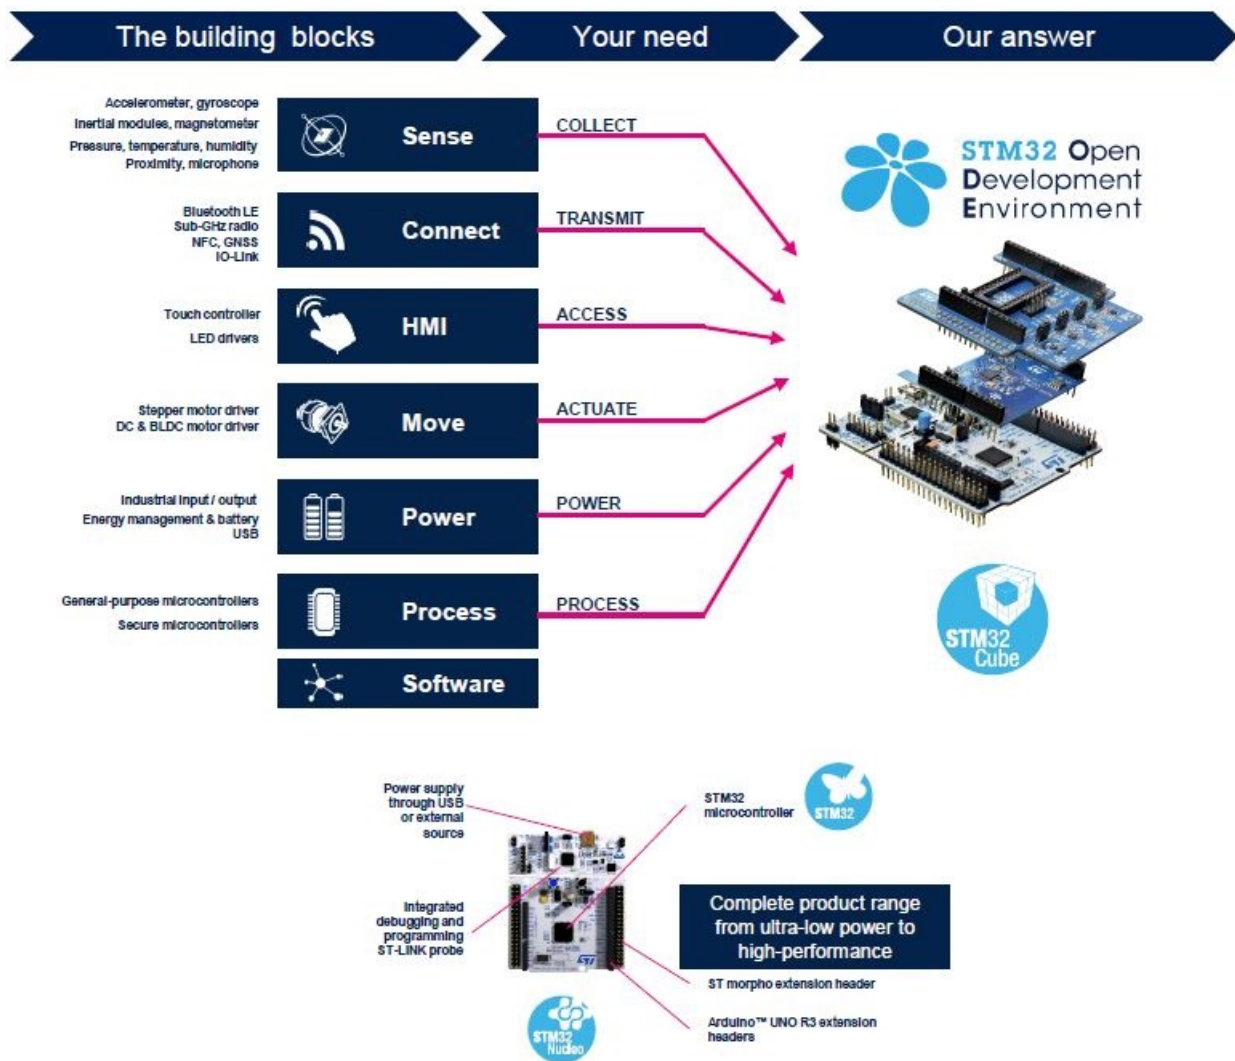 The building blocks
Your need
Our answer
Accelerometer, gyroscope
Inertial modules, magnetometer
Pressure, temperature, humidity
Proximity, microphone
Sense
COLLECT
STM32 Open
Development
Environment
Bluetooth LE
Sub-GHz radio
NFC, GNSS
IO-Link
Connect
TRANSMIT
Touch controller
LED drivers
HMI
ACCESS
Stepper motor driver
DC & BLDC motor driver
Move
ACTUATE
Industrial input / output
Energy management & battery
USB
Power
POWER
General-purpose microcontrollers
Secure microcontrollers
Process
PROCESS
STM32
Cube
Software
Power supply
through USB
or external
source
STM32
microcontroller
STM32
Integrated
debugging and
programming
ST-LINK probe
Complete product range
from ultra-low power to
high-performance
ST morpho extension header
Arduino™ UNO R3 extension
headers
STM32
Nucleo